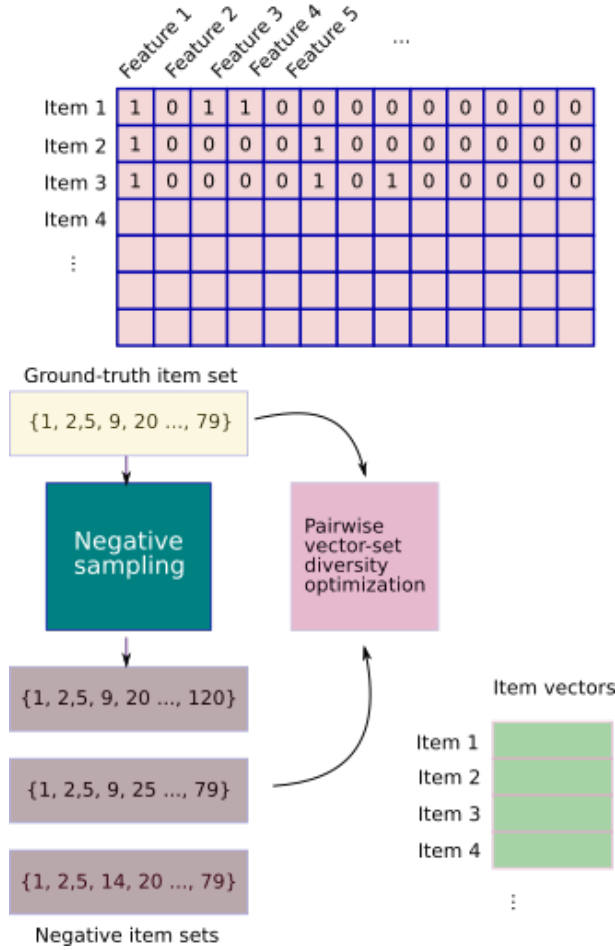 Feature 1
Feature 2
Feature 3
Feature 4
Feature 5
...
Item 1 1 0 1 1 0 0 0 0 0 0 0 0 0
Item 2 1 0 0 0 0 1 0 0 0 0 0 0 0
Item 3 1 0 0 0 0 1 0 1 0 0 0 0 0
Item 4
...
Ground-truth item set
{1, 2,5, 9, 20 ..., 79}
Negative
sampling
Pairwise
vector-set
diversity
optimization
{1, 2,5, 9, 20 ..., 120}
{1, 2,5, 9, 25 ..., 79}
{1, 2,5, 14, 20 ..., 79}
Negative item sets
Item vectors
Item 1
Item 2
Item 3
Item 4
...